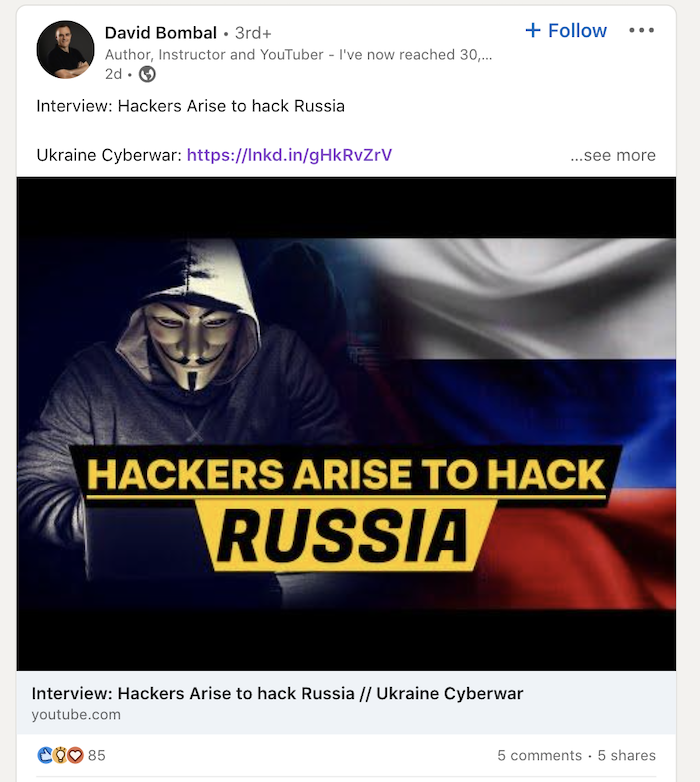 David Bombal • 3rd+
+ Follow
Author, Instructor and YouTuber - I've now reached 30,...
2d •
Interview: Hackers Arise to hack Russia
Ukraine Cyberwar: https://lnkd.in/gHkRvZrV
...see more
HACKERS ARISE TO HACK
RUSSIA
Interview: Hackers Arise to hack Russia // Ukraine Cyberwar
youtube.com
85
5 comments • 5 shares